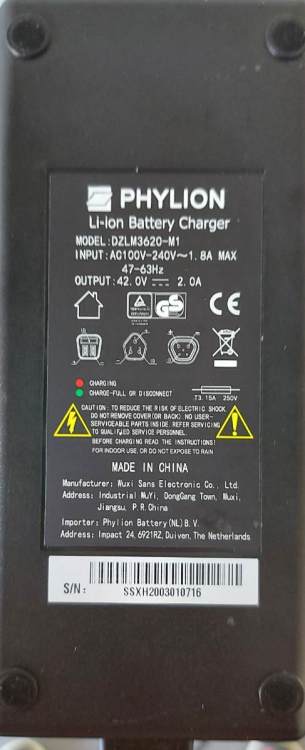 PHYLION
Li-ion Battery Charger
MODEL:DZLM3620-M1
INPUT:AC100V-240V~1.8A MAX
47-63Hz
OUTPUT:42.0V⎓2.0A
GS
CE
CHARGING
CHARGE-FULL OR DISCONNECT
T3.15A 250V
CAUTION: TO REDUCE THE RISK OF ELECTRIC SHOCK
DO NOT REMOVE COVER(OR BACK) NO USER-
SERVICEABLE PARTS INSIDE. REFER SERVICING
TO QUALIFIED SERVICE PERSONNEL
BEFORE CHARGING READ THE INSTRUCTIONS!
FOR INDOOR USE, OR DO NOT EXPOSE TO RAIN
MADE IN CHINA
Manufacturer: Wuxi Sans Electronic Co., Ltd.
Address: Industrial WuYi, DongGang Town, Wuxi,
Jiangsu, P.R.China
Importer: Phylion Battery(NL)B.V.
Address: Impact 24,6921RZ, Duiven, The Netherlands
S/N:
SSXH2003010716